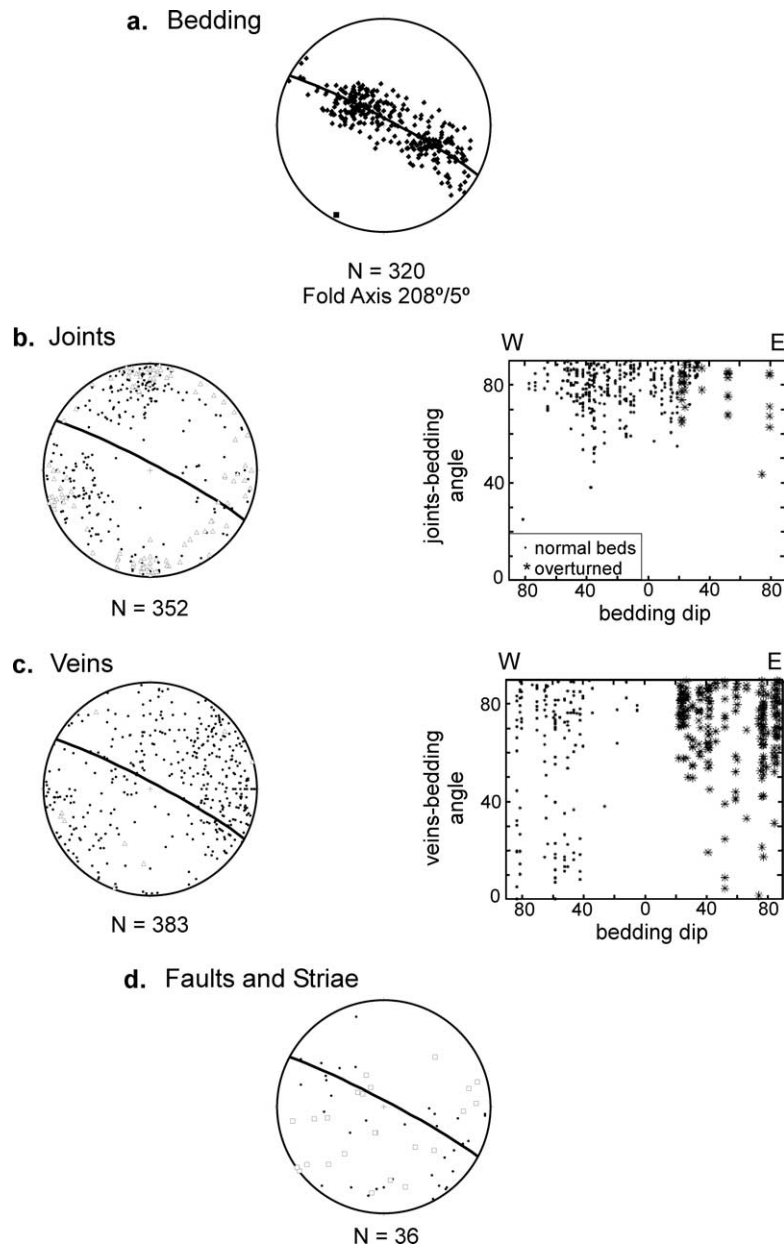 a. Bedding
N = 320
Fold Axis 208º/5º
b. Joints
N = 352
W E
80
40
0
joints-bedding angle
normal beds
overturned
80 40 0 40 80
bedding dip
c. Veins
N = 383
W E
80
40
0
veins-bedding angle
80 40 0 40 80
bedding dip
d. Faults and Striae
N = 36